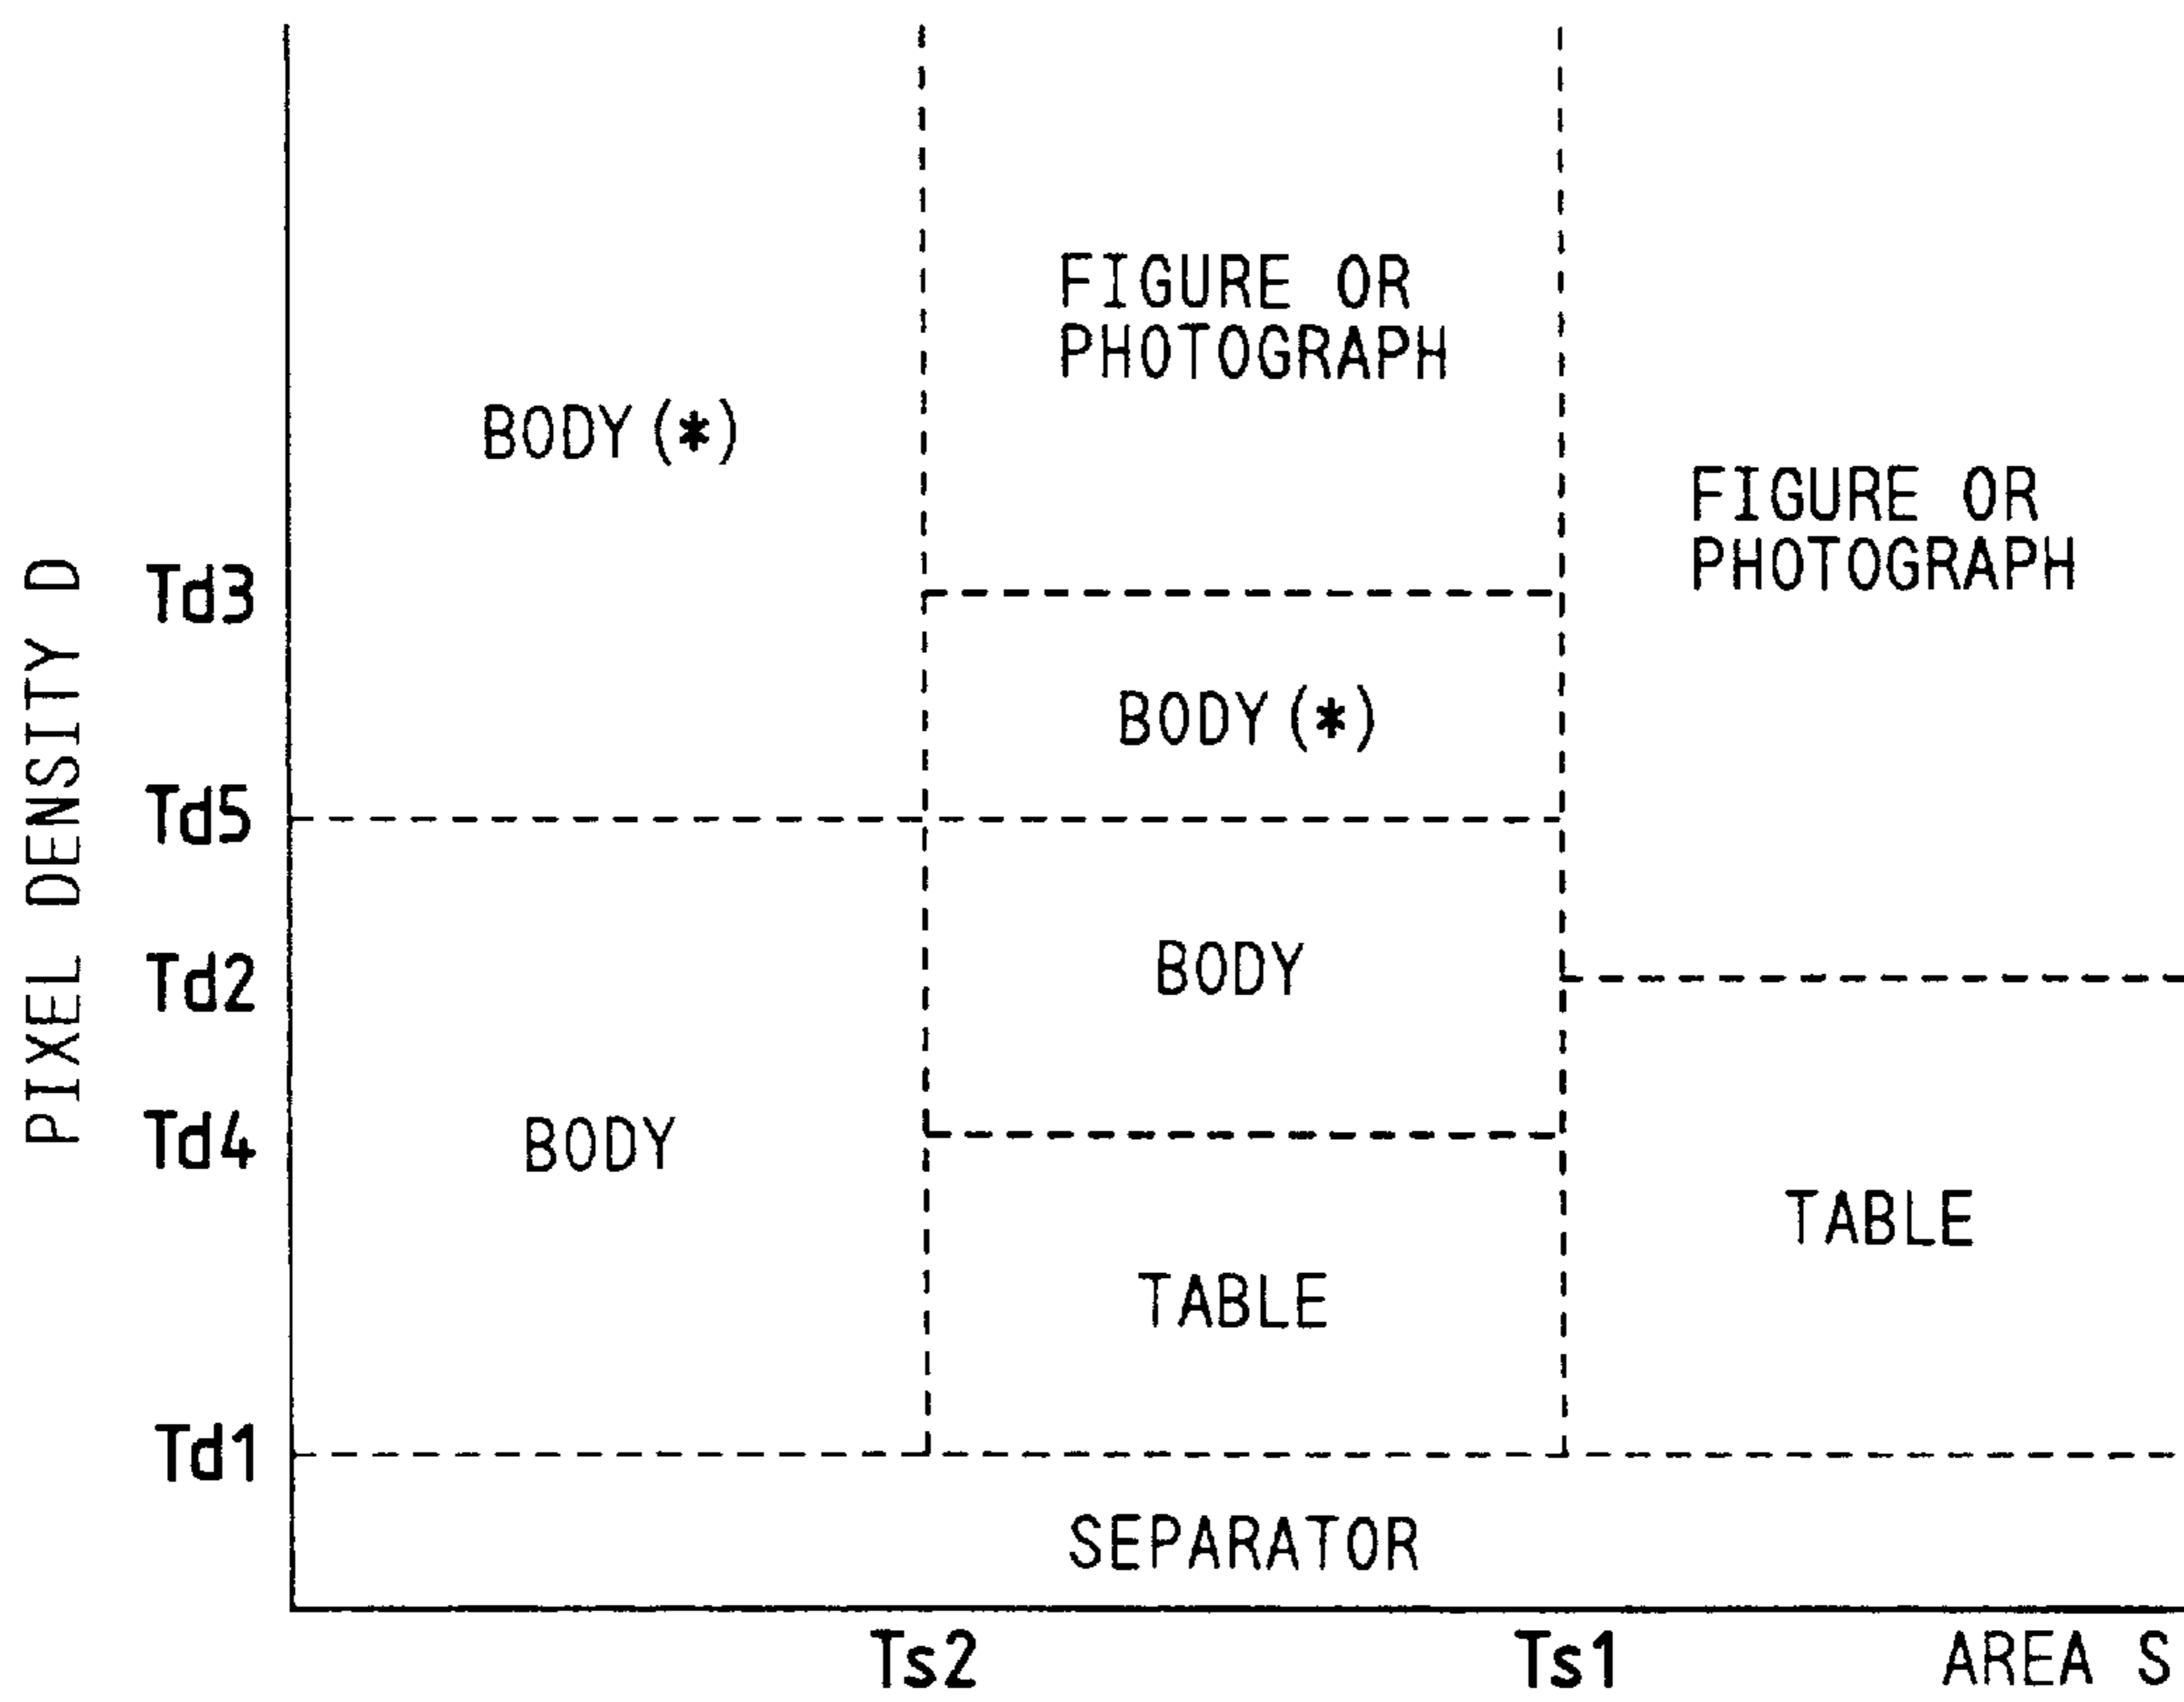 FIGURE OR
PHOTOGRAPH
BODY(*)
FIGURE OR
PHOTOGRAPH
PIXEL DENSITY D
Td3
BODY(*)
Td5
BODY
Td2
Td4
BODY
TABLE
TABLE
Td1
SEPARATOR
Ts2
Ts1
AREA S